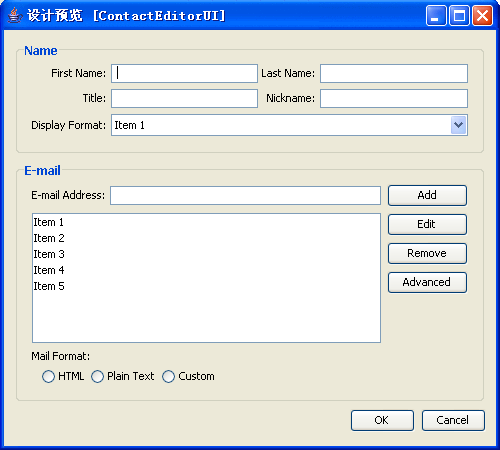 设计预览 [ContactEditorUI]
Name
First Name: Last Name:
Title: Nickname:
Display Format: Item 1
E-mail
E-mail Address: Add
Item 1 Edit
Item 2
Item 3 Remove
Item 4
Item 5 Advanced
Mail Format:
HTML Plain Text Custom
OK Cancel